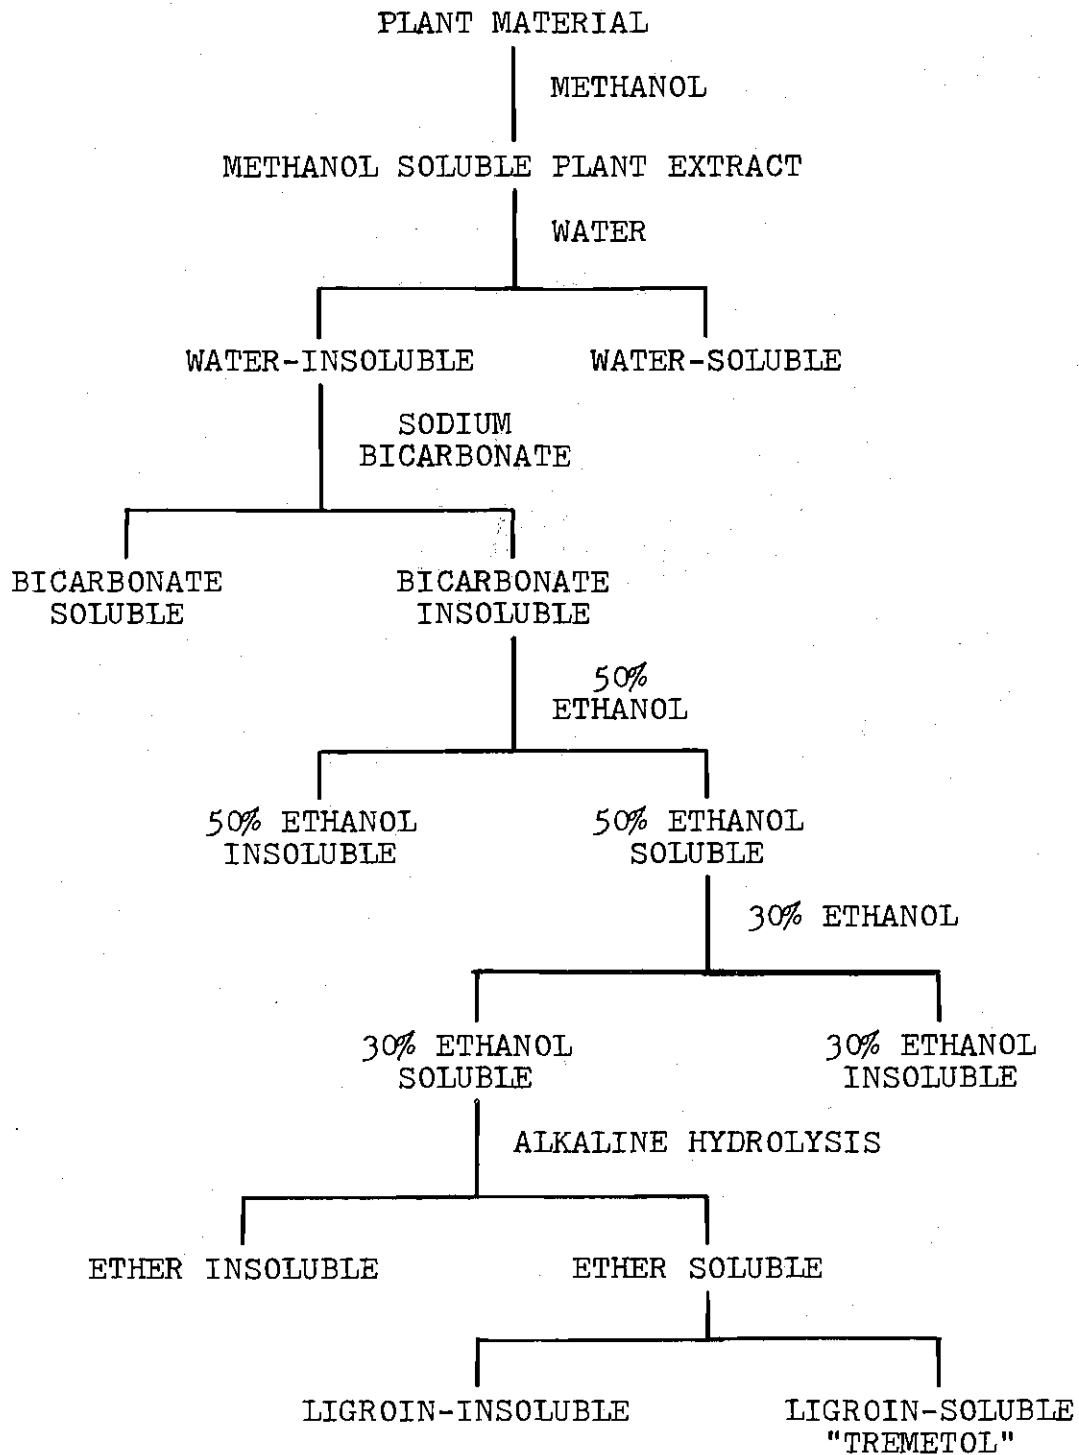 PLANT MATERIAL
METHANOL
METHANOL SOLUBLE PLANT EXTRACT
WATER
WATER-INSOLUBLE
WATER-SOLUBLE
SODIUM
BICARBONATE
BICARBONATE
SOLUBLE
BICARBONATE
INSOLUBLE
50%
ETHANOL
50% ETHANOL
INSOLUBLE
50% ETHANOL
SOLUBLE
30% ETHANOL
30% ETHANOL
SOLUBLE
30% ETHANOL
INSOLUBLE
ALKALINE HYDROLYSIS
ETHER INSOLUBLE
ETHER SOLUBLE
LIGROIN-INSOLUBLE
LIGROIN-SOLUBLE
"TREMETOL"